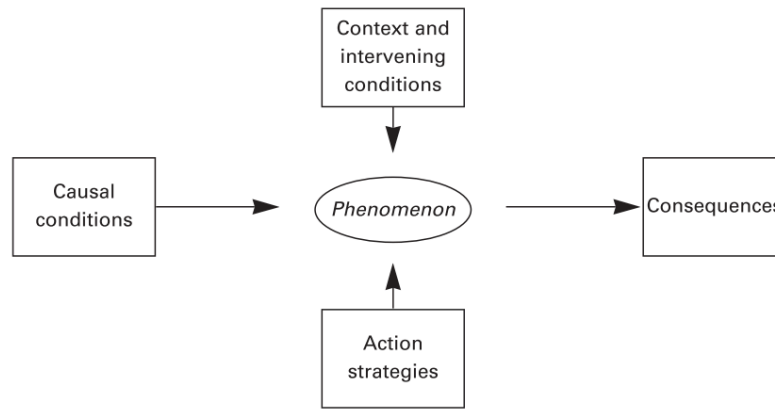 Context and
intervening
conditions
Causal
conditions
Phenomenon
Consequences
Action
strategies